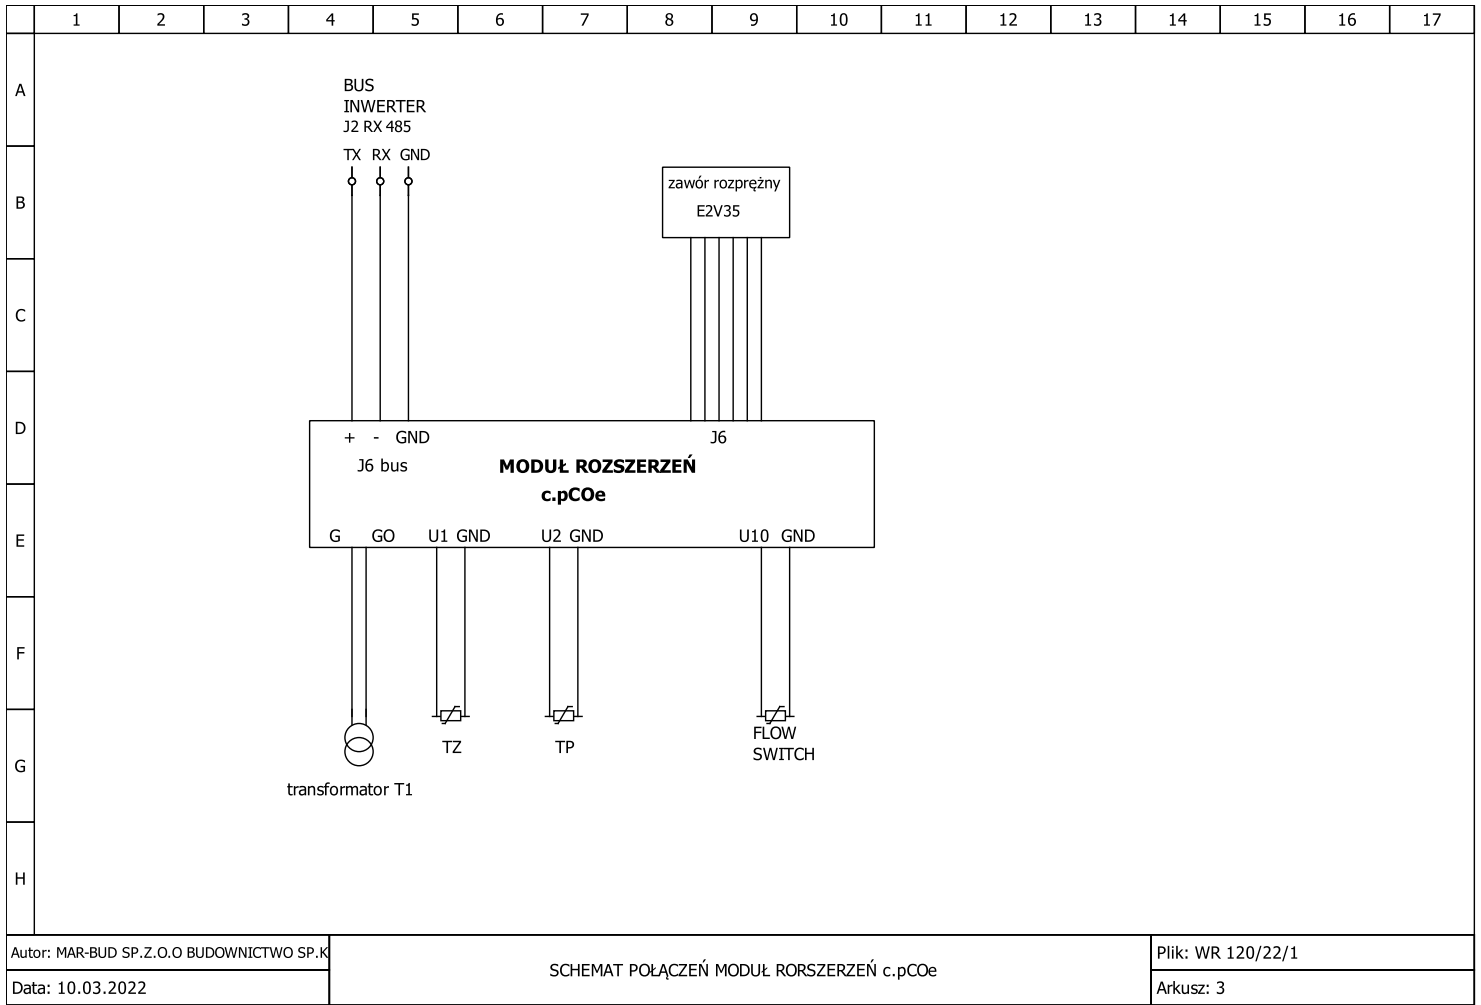 1 2 3 4 5 6 7 8 9 10 11 12 13 14 15 16 17
A
BUS
INWERTER
J2 RX 485
TX RX GND
B
zawór rozprężny
E2V35
C
D
+ - GND
J6
J6 bus
MODUŁ ROZSZERZEŃ
c.pCOe
E
G GO U1 GND U2 GND U10 GND
F
G
TZ
TP
FLOW
SWITCH
transformator T1
H
Autor: MAR-BUD SP.Z.O.O BUDOWNICTWO SP.K
Data: 10.03.2022
SCHEMAT POŁĄCZEŃ MODUŁ RORSZERZEŃ c.pCOe
Plik: WR 120/22/1
Arkusz: 3